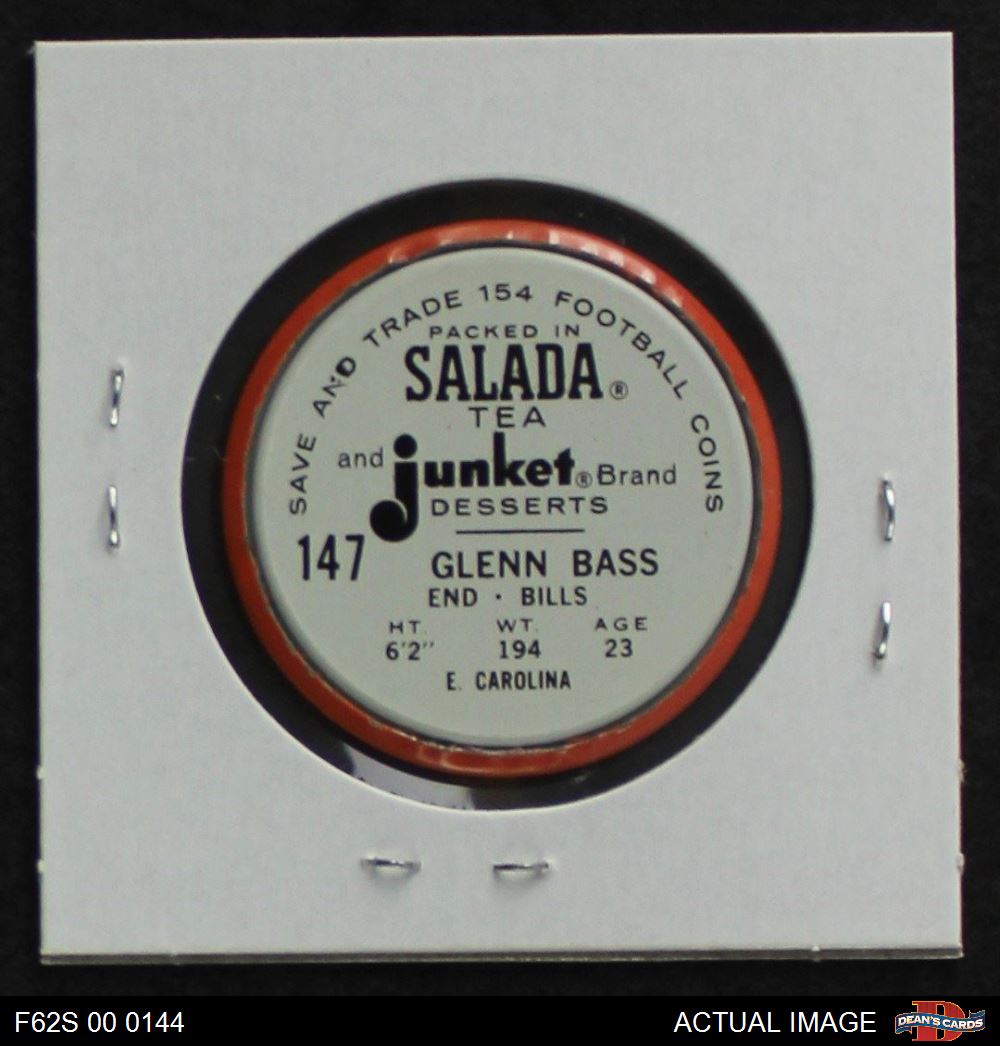 SAVE AND TRADE 154 FOOTBALL COINS
PACKED IN
SALADA®
TEA
and junket® Brand
DESSERTS
147 GLENN BASS
END · BILLS
HT. WT. AGE
6'2" 194 23
E. CAROLINA
F62S 00 0144 ACTUAL IMAGE DEAN'S CARDS